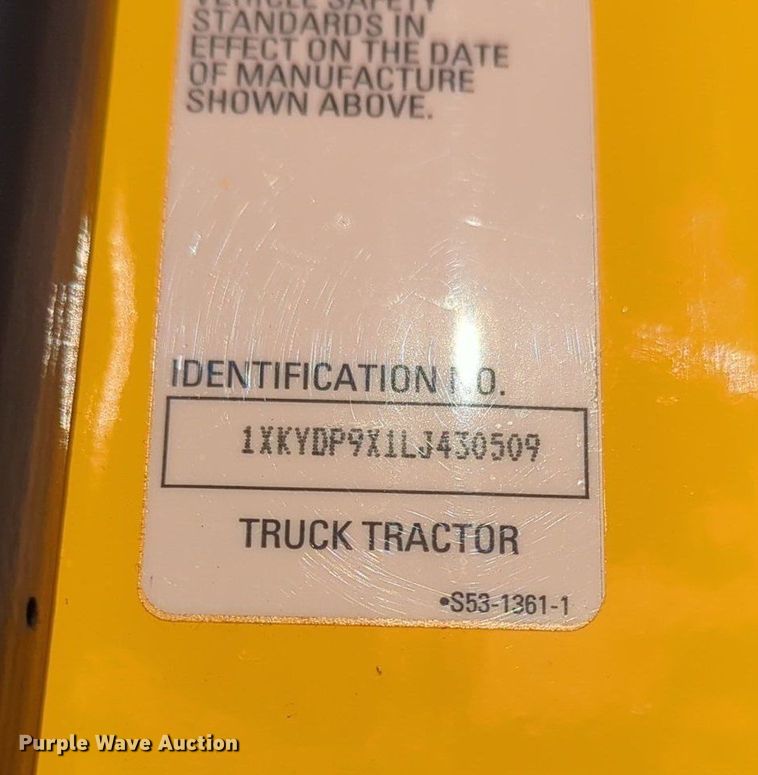 VEHICLE SAFETY
STANDARDS IN
EFFECT ON THE DATE
OF MANUFACTURE
SHOWN ABOVE.
IDENTIFICATION NO.
1XKYDP9X1LJ430509
TRUCK TRACTOR
•S53-1361-1
Purple Wave Auction